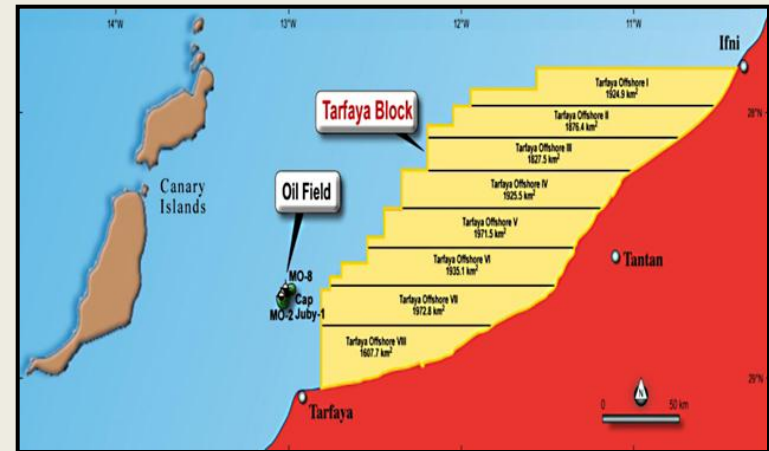 14°W
13°W
12°W
11°W
Ifni
Tarfaya Offshore I
1924.9 km²
Tarfaya Block
Tarfaya Offshore II
1876.4 km²
28°N
Tarfaya Offshore III
1827.5 km²
Canary
Islands
Oil Field
Tarfaya Offshore IV
1925.5 km²
Tarfaya Offshore V
1971.5 km²
Tantan
Tarfaya Offshore VI
1935.1 km²
MO-8
Cap
Juby-1
MO-2
Tarfaya Offshore VII
1972.8 km²
Tarfaya Offshore VIII
1607.7 km²
29°N
Tarfaya
N
0
50 km